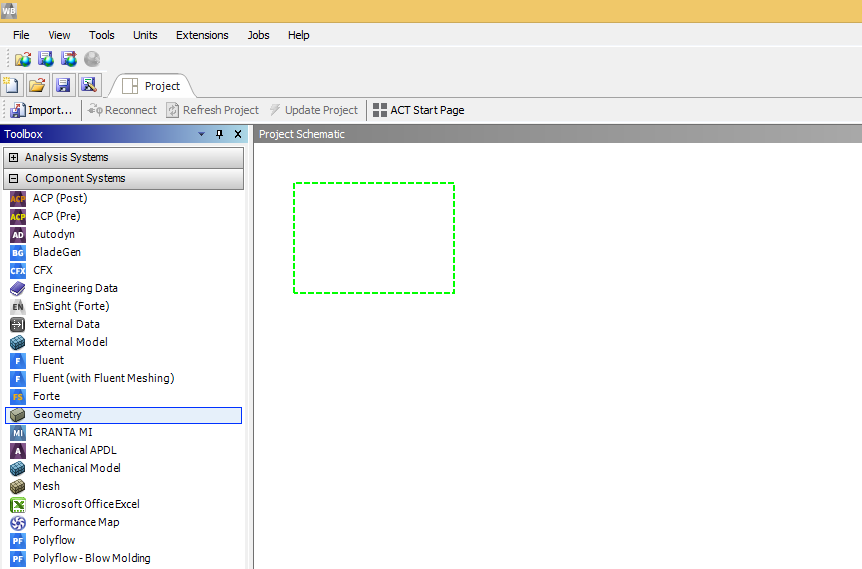 WB
File View Tools Units Extensions Jobs Help
Project
Import... Reconnect Refresh Project Update Project ACT Start Page
Toolbox
Project Schematic
Analysis Systems
Component Systems
ACP ACP (Post)
ACP ACP (Pre)
AD Autodyn
BG BladeGen
CFX CFX
Engineering Data
EN EnSight (Forte)
External Data
External Model
F Fluent
F Fluent (with Fluent Meshing)
FS Forte
Geometry
MI GRANTA MI
A Mechanical APDL
Mechanical Model
Mesh
X Microsoft Office Excel
Performance Map
PF Polyflow
PF Polyflow - Blow Molding